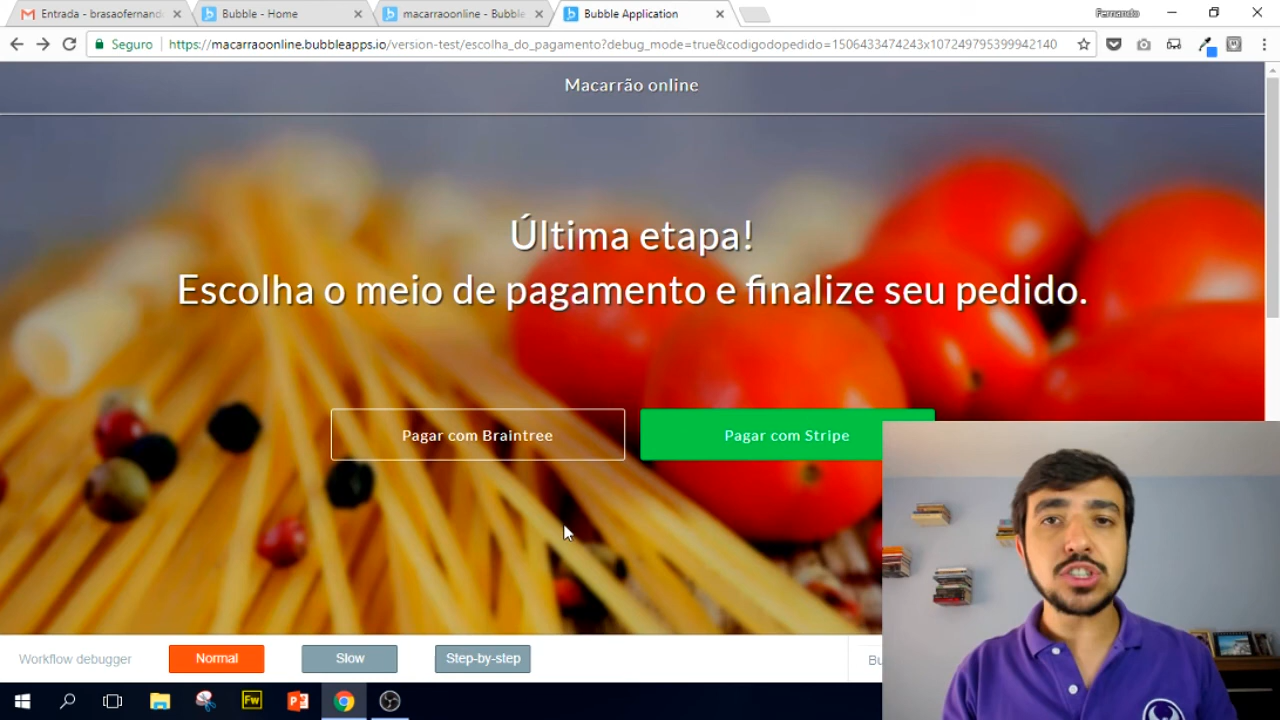 Entrada - brasaofernand
Bubble - Home
macarraoonline - Bubble
Bubble Application
Fernando
Seguro
https://macarraoonline.bubbleapps.io/version-test/escolha_do_pagamento?debug_mode=true&codigodopedido=1506433474243x107249795399942140
Macarrão online
Última etapa!
Escolha o meio de pagamento e finalize seu pedido.
Pagar com Braintree
Pagar com Stripe
Workflow debugger
Normal
Slow
Step-by-step
Bu
Fw